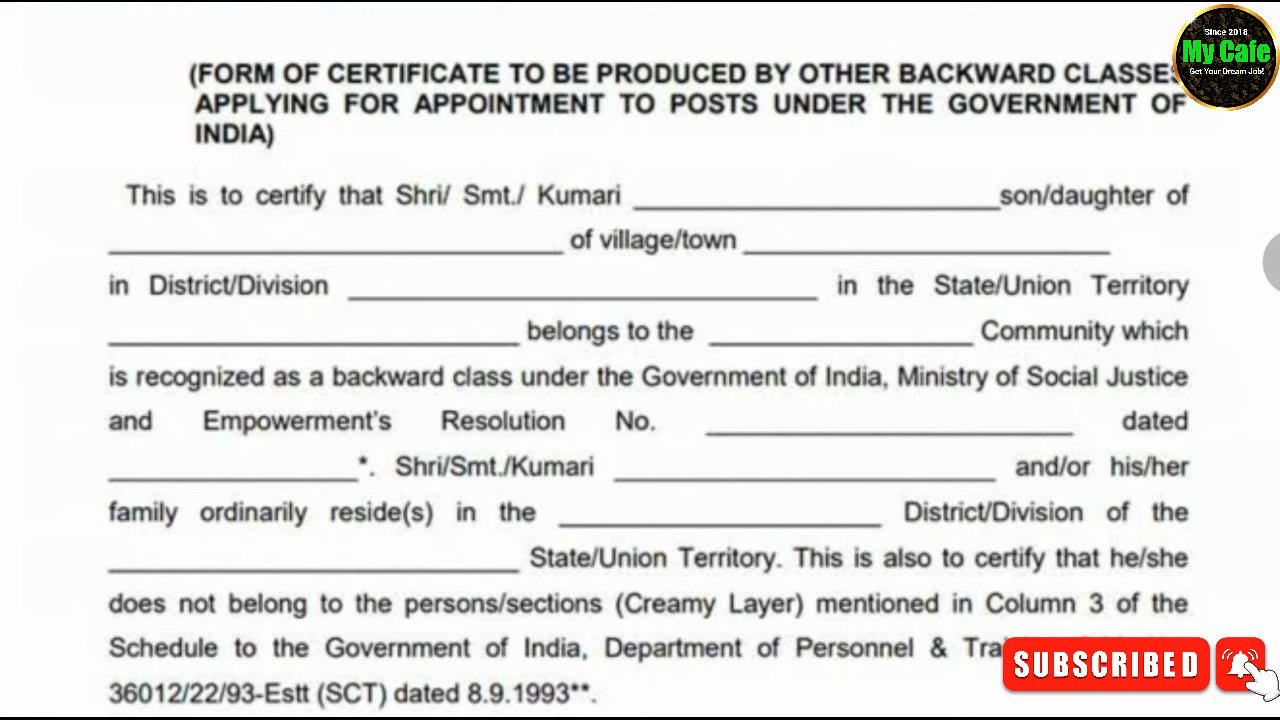 Since 2018
My Cafe
Get Your Dream Job!
(FORM OF CERTIFICATE TO BE PRODUCED BY OTHER BACKWARD CLASSES
APPLYING FOR APPOINTMENT TO POSTS UNDER THE GOVERNMENT OF
INDIA)
This is to certify that Shri/ Smt./ Kumari ____________________son/daughter of
____________________ of village/town ____________________
in District/Division ____________________ in the State/Union Territory
____________________ belongs to the ____________________ Community which
is recognized as a backward class under the Government of India, Ministry of Social Justice
and Empowerment's Resolution No. ____________________ dated
____________________*. Shri/Smt./Kumari ____________________ and/or his/her
family ordinarily reside(s) in the ____________________ District/Division of the
____________________ State/Union Territory. This is also to certify that he/she
does not belong to the persons/sections (Creamy Layer) mentioned in Column 3 of the
Schedule to the Government of India, Department of Personnel &
36012/22/93-Estt (SCT) dated 8.9.1993**.
SUBSCRIBED